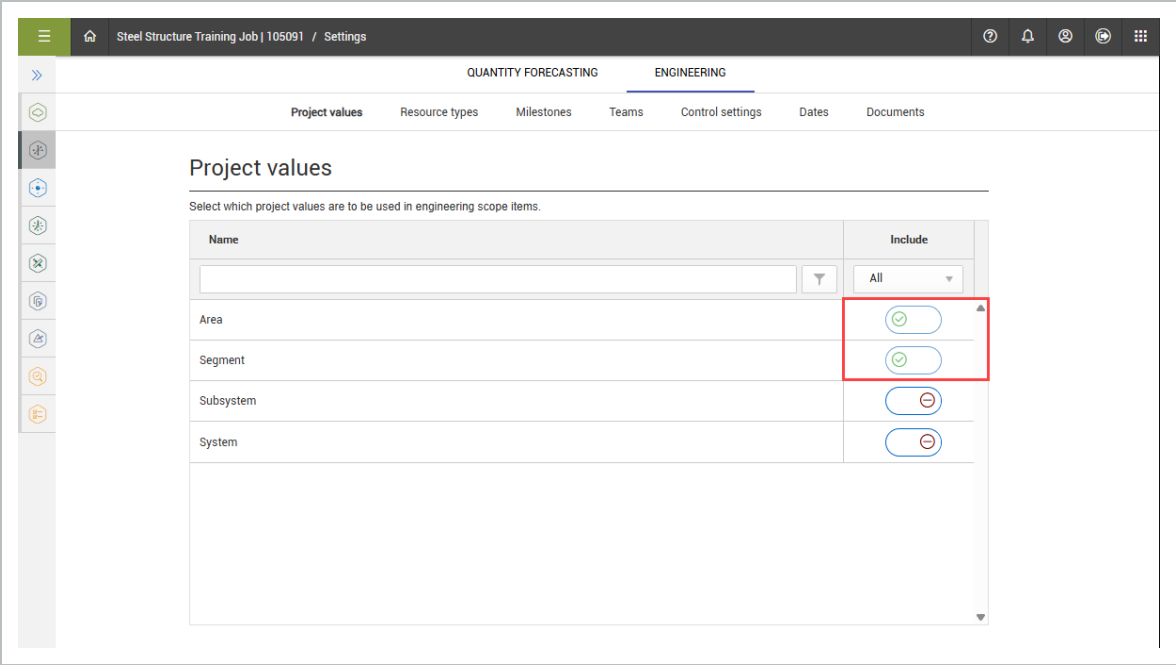 Steel Structure Training Job | 105091 / Settings
QUANTITY FORECASTING ENGINEERING
Project values Resource types Milestones Teams Control settings Dates Documents
Project values
Select which project values are to be used in engineering scope items.
Name Include
All
Area
Segment
Subsystem
System